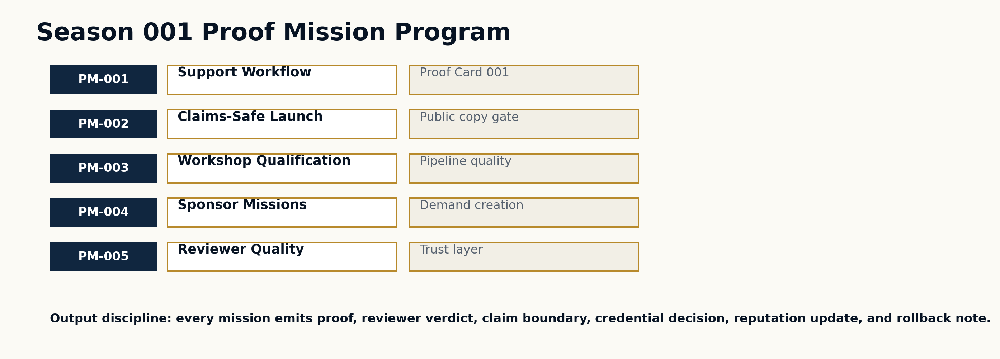 Season 001 Proof Mission Program
PM-001 Support Workflow Proof Card 001
PM-002 Claims-Safe Launch Public copy gate
PM-003 Workshop Qualification Pipeline quality
PM-004 Sponsor Missions Demand creation
PM-005 Reviewer Quality Trust layer
Output discipline: every mission emits proof, reviewer verdict, claim boundary, credential decision, reputation update, and rollback note.